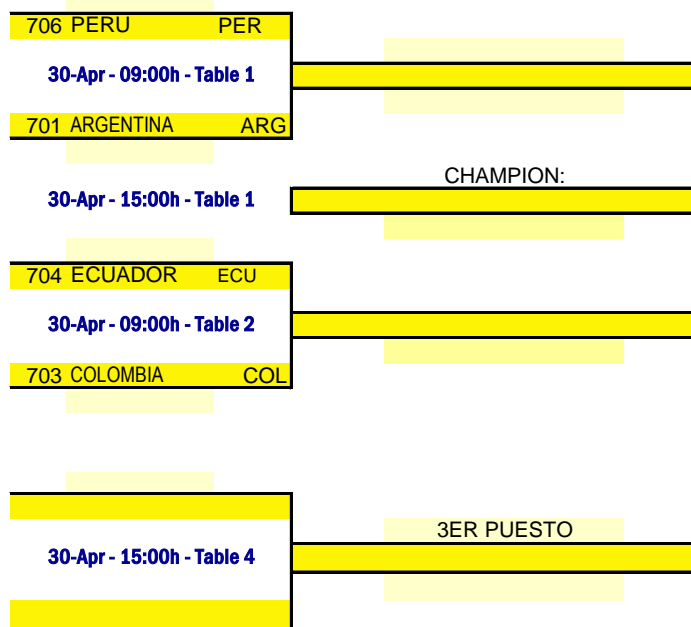 706 PERU PER
30-Apr - 09:00h - Table 1
701 ARGENTINA ARG
CHAMPION:
30-Apr - 15:00h - Table 1
704 ECUADOR ECU
30-Apr - 09:00h - Table 2
703 COLOMBIA COL
3ER PUESTO
30-Apr - 15:00h - Table 4